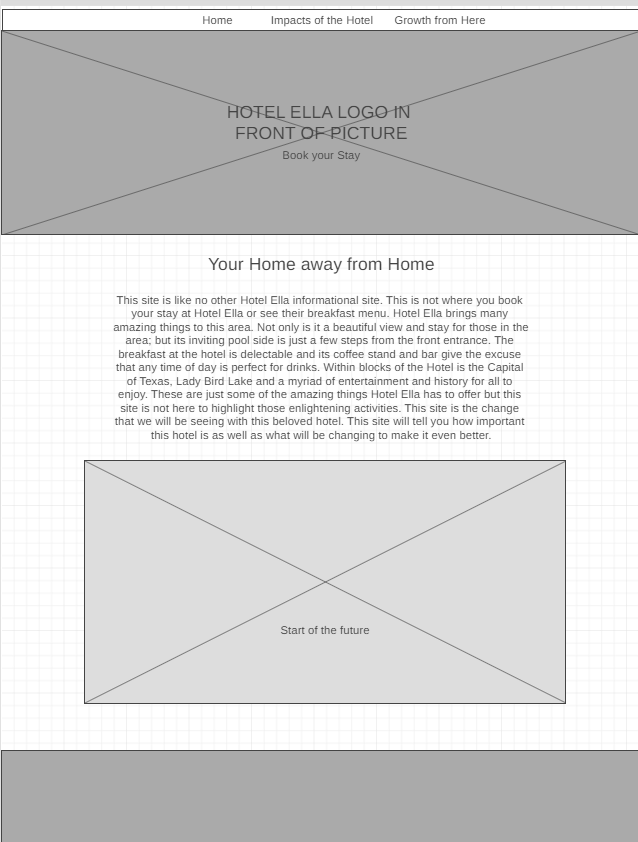 Home Impacts of the Hotel Growth from Here
HOTEL ELLA LOGO IN
FRONT OF PICTURE
Book your Stay
Your Home away from Home
This site is like no other Hotel Ella informational site. This is not where you book
your stay at Hotel Ella or see their breakfast menu. Hotel Ella brings many
amazing things to this area. Not only is it a beautiful view and stay for those in the
area; but its inviting pool side is just a few steps from the front entrance. The
breakfast at the hotel is delectable and its coffee stand and bar give the excuse
that any time of day is perfect for drinks. Within blocks of the Hotel is the Capital
of Texas, Lady Bird Lake and a myriad of entertainment and history for all to
enjoy. These are just some of the amazing things Hotel Ella has to offer but this
site is not here to highlight those enlightening activities. This site is the change
that we will be seeing with this beloved hotel. This site will tell you how important
this hotel is as well as what will be changing to make it even better.
Start of the future